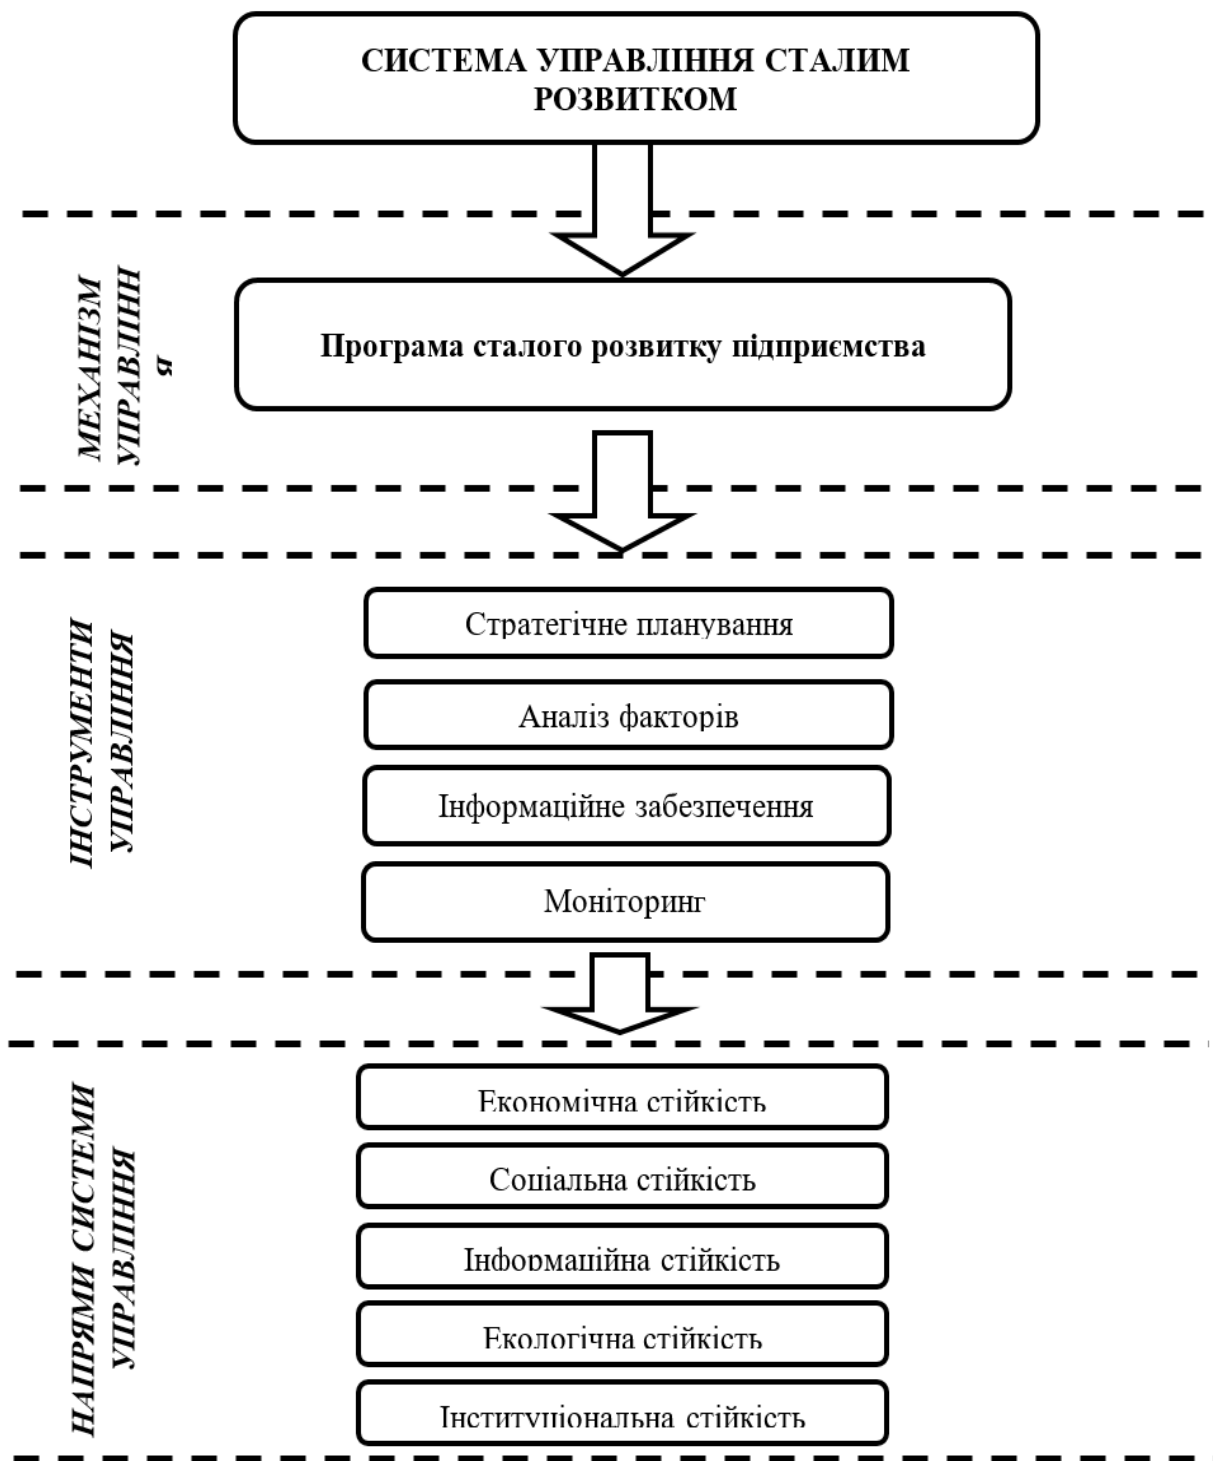 СИСТЕМА УПРАВЛІННЯ СТАЛИМ
РОЗВИТКОМ
МЕХАНІЗМ
УПРАВЛІНН
Я
Програма сталого розвитку підприємства
ІНСТРУМЕНТИ
УПРАВЛІННЯ
Стратегічне планування
Аналіз факторів
Інформаційне забезпечення
Моніторинг
НАПРЯМИ СИСТЕМИ
УПРАВЛІННЯ
Економічна стійкість
Соціальна стійкість
Інформаційна стійкість
Екологічна стійкість
Інституціональна стійкість